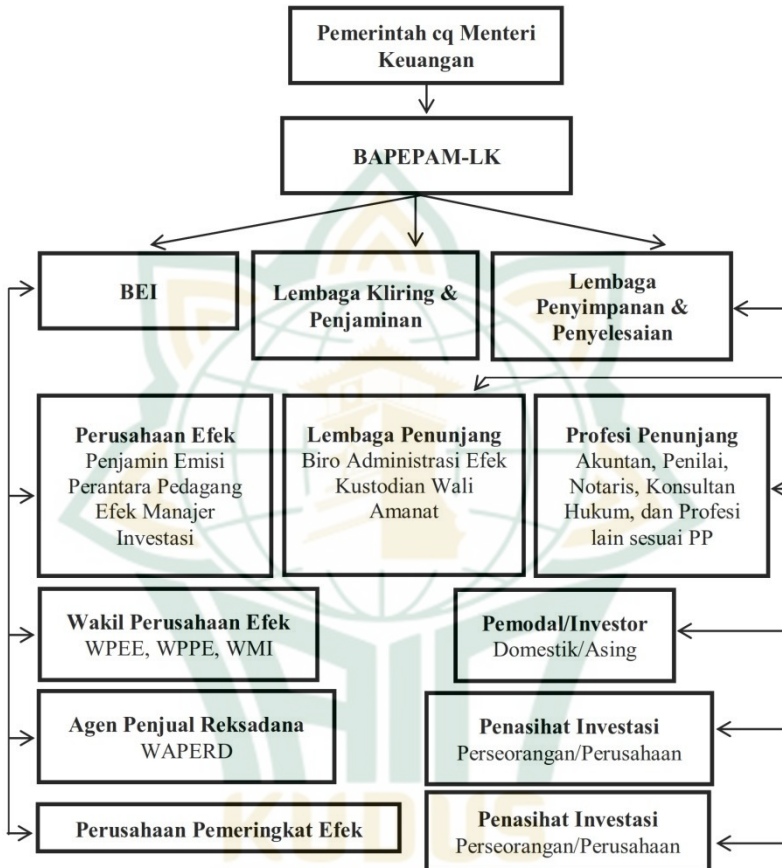 Pemerintah cq Menteri
Keuangan
BAPEPAM-LK
BEI
Lembaga Kliring &
Penjaminan
Lembaga
Penyimpanan &
Penyelesaian
Perusahaan Efek
Penjamin Emisi
Perantara Pedagang
Efek Manajer
Investasi
Lembaga Penunjang
Biro Administrasi Efek
Kustodian Wali
Amanat
Profesi Penunjang
Akuntan, Penilai,
Notaris, Konsultan
Hukum, dan Profesi
lain sesuai PP
Wakil Perusahaan Efek
WPEE, WPPE, WMI
Pemodal/Investor
Domestik/Asing
Agen Penjual Reksadana
WAPERD
Penasihat Investasi
Perseorangan/Perusahaan
Perusahaan Pemeringkat Efek
Penasihat Investasi
Perseorangan/Perusahaan
KUDUS